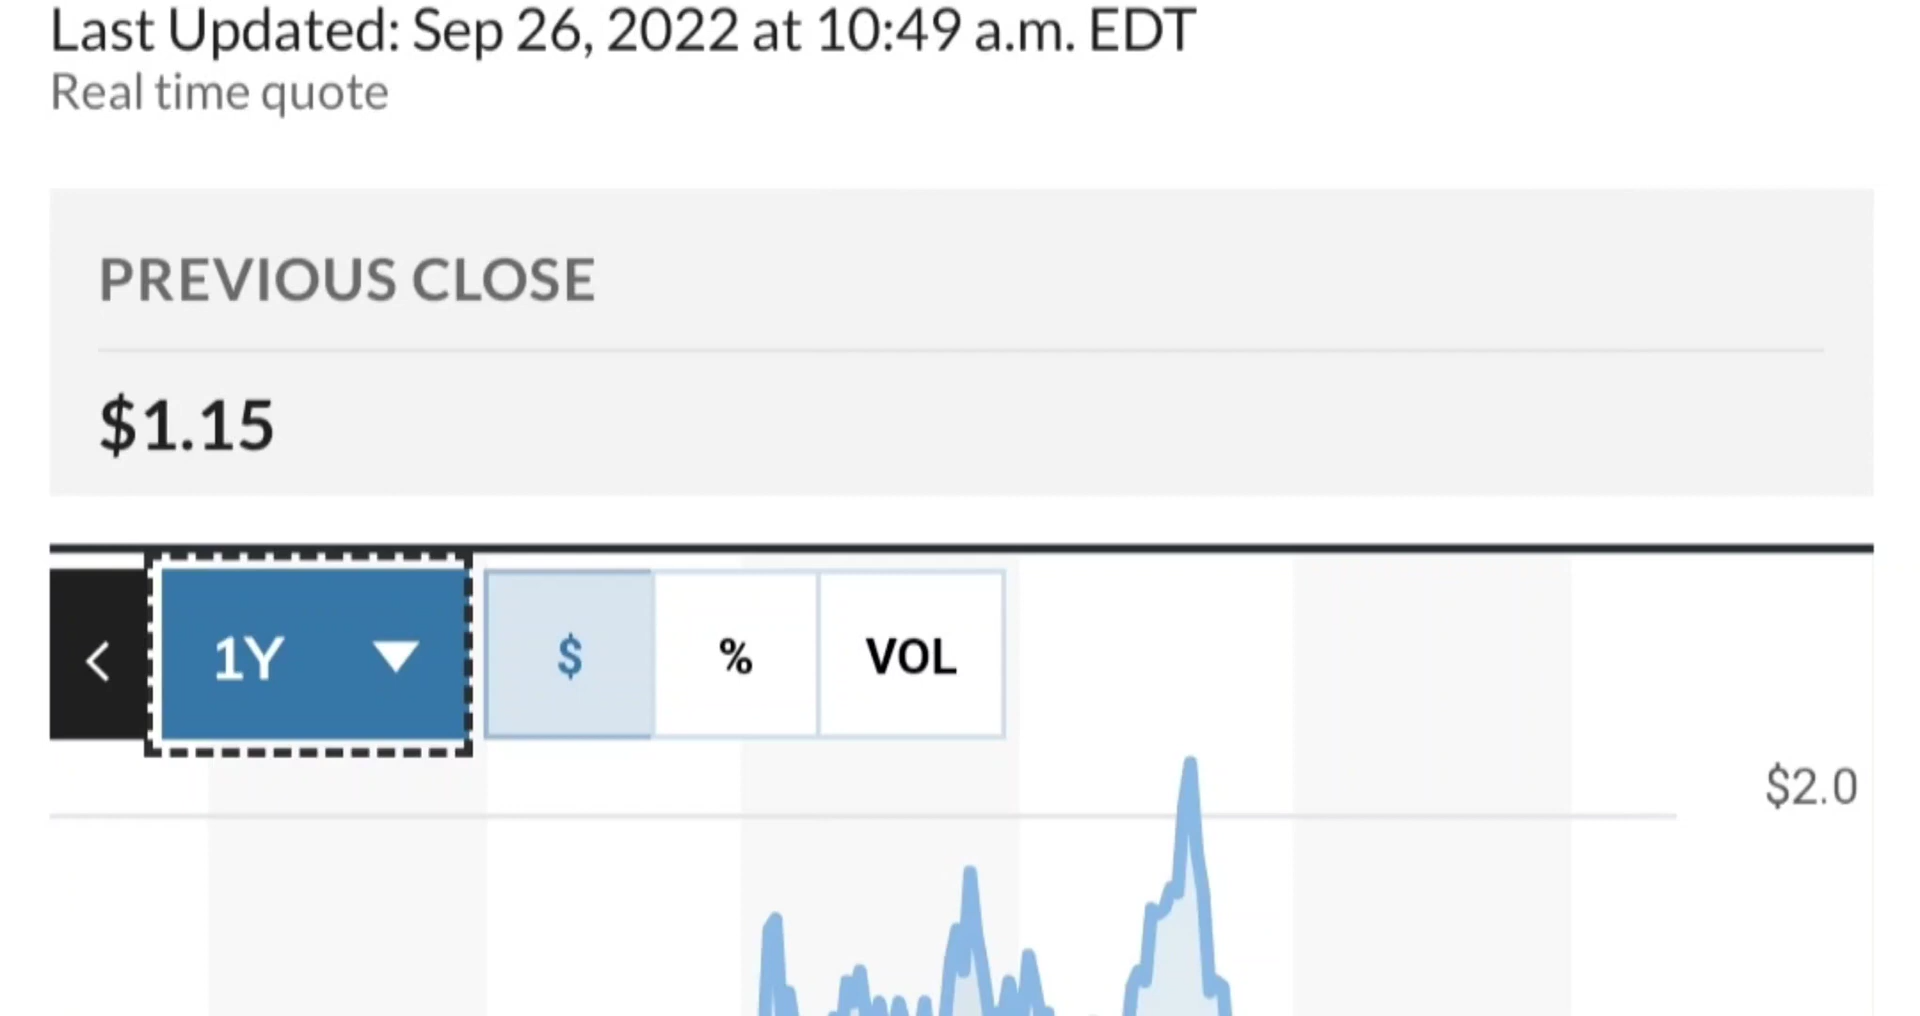 Last Updated: Sep 26, 2022 at 10:49 a.m. EDT
Real time quote
PREVIOUS CLOSE
$1.15
1Y $ % VOL
$2.0